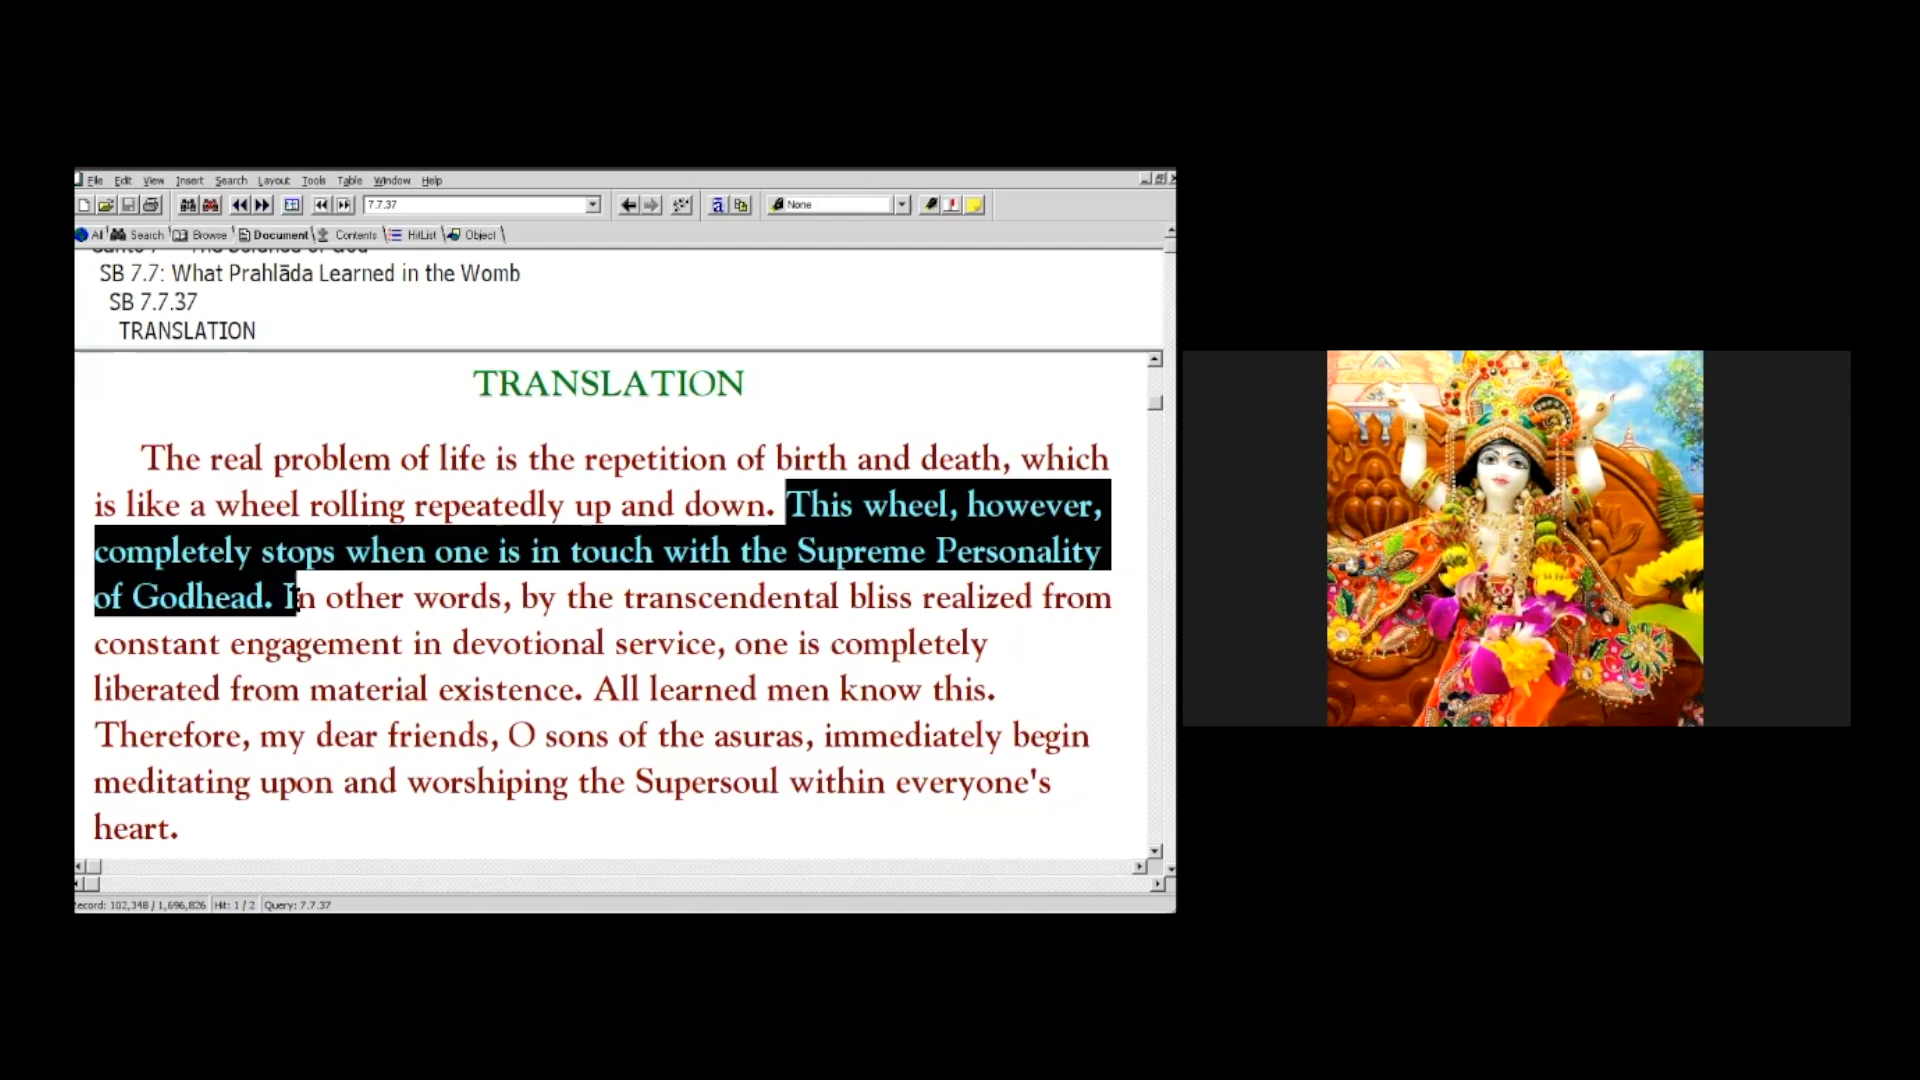 File Edit View Insert Search Layout Tools Table Window Help
7.7.37
None
All Search Browse Document Contents HitList Object
SB 7.7: What Prahlāda Learned in the Womb
SB 7.7.37
TRANSLATION
TRANSLATION
The real problem of life is the repetition of birth and death, which
is like a wheel rolling repeatedly up and down. This wheel, however,
completely stops when one is in touch with the Supreme Personality
of Godhead. In other words, by the transcendental bliss realized from
constant engagement in devotional service, one is completely
liberated from material existence. All learned men know this.
Therefore, my dear friends, O sons of the asuras, immediately begin
meditating upon and worshiping the Supersoul within everyone's
heart.
ecord: 102,348 / 1,696,826 Hit: 1 / 2 Query: 7.7.37